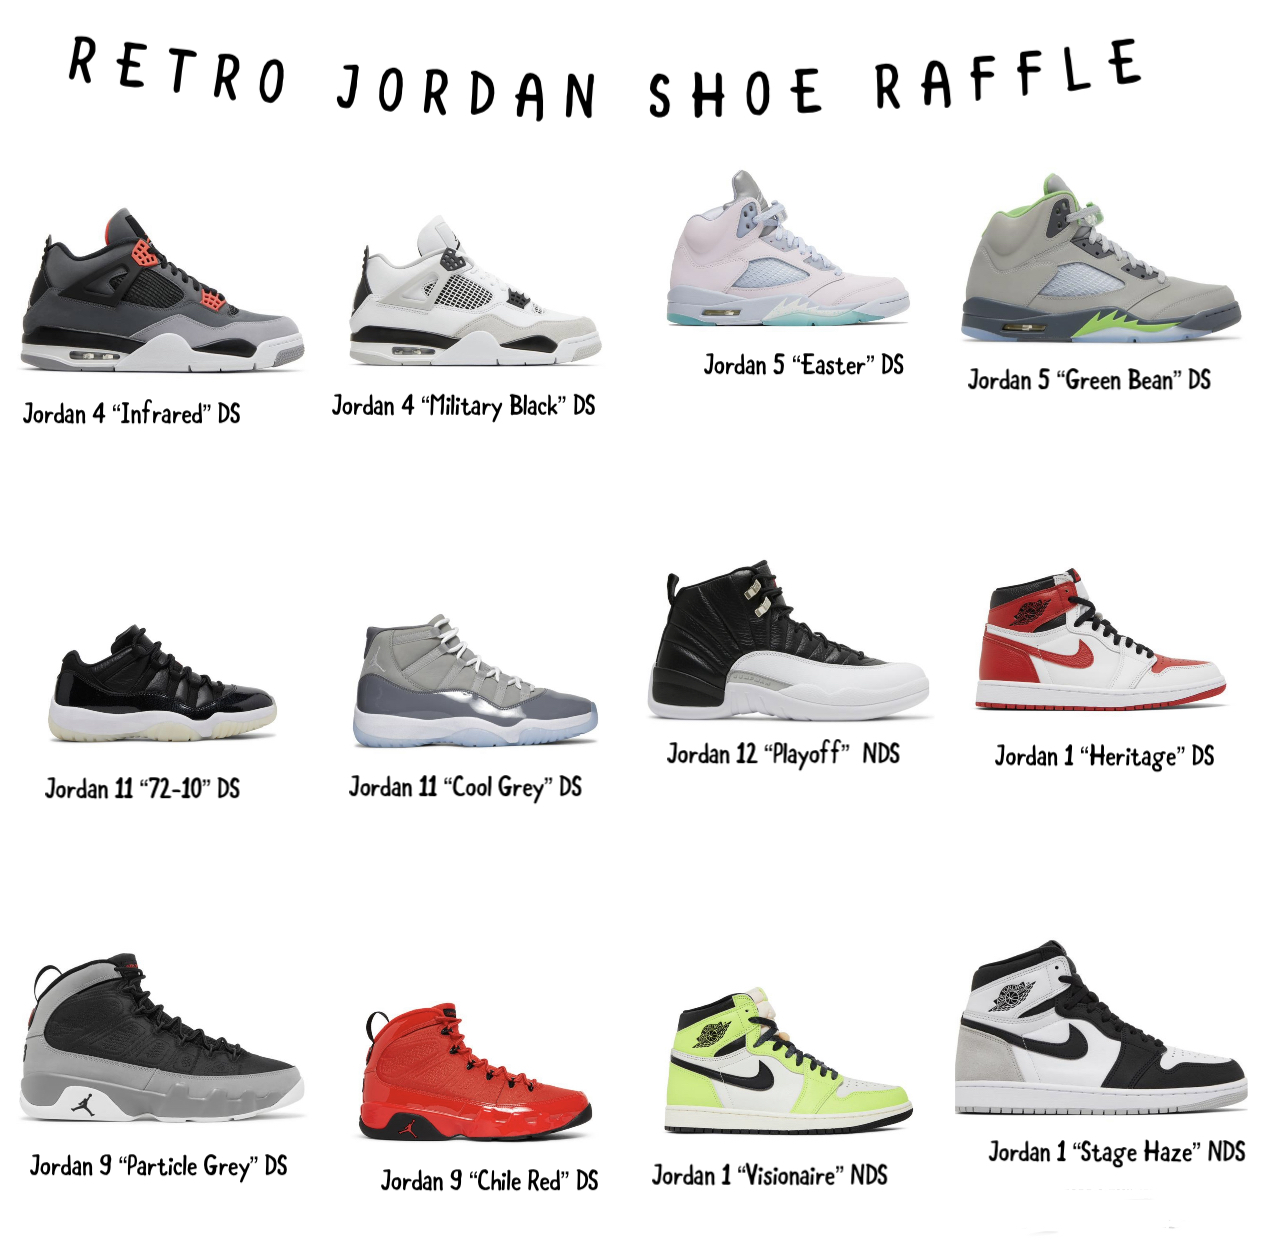 RETRO JORDAN SHOE RAFFLE
Jordan 4 “Infrared” DS
Jordan 4 “Military Black” DS
Jordan 5 “Easter” DS
Jordan 5 “Green Bean” DS
Jordan 11 “72-10” DS
Jordan 11 “Cool Grey” DS
Jordan 12 “Playoff” NDS
Jordan 1 “Heritage” DS
Jordan 9 “Particle Grey” DS
Jordan 9 “Chile Red” DS
Jordan 1 “Visionaire” NDS
Jordan 1 “Stage Haze” NDS